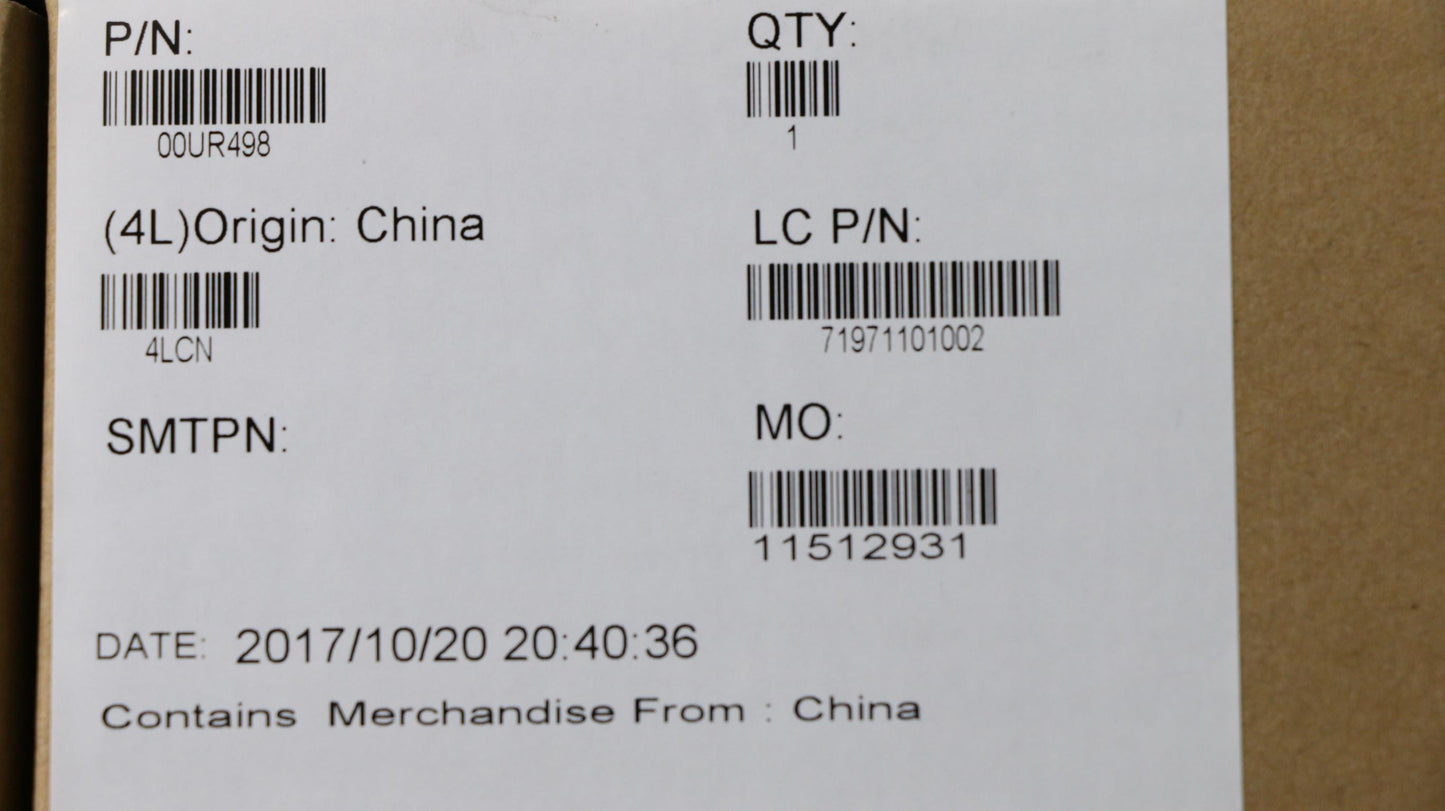 P/N:
00UR498
QTY:
1
(4L)Origin: China
4LCN
LC P/N:
71971101002
SMTPN:
MO:
11512931
DATE: 2017/10/20 20:40:36
Contains Merchandise From : China